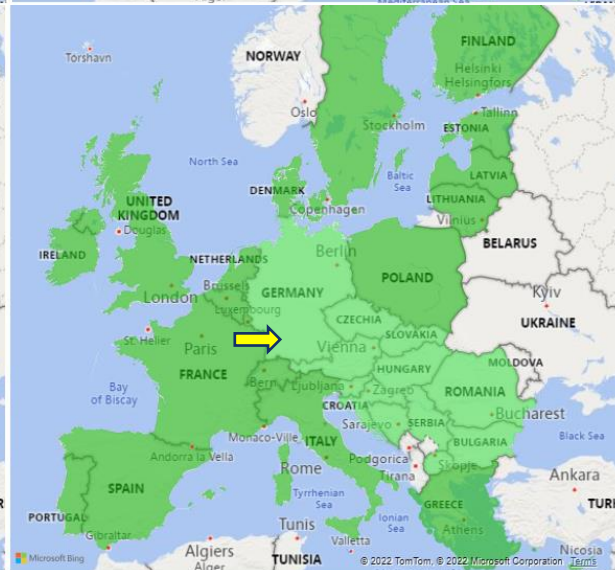 Mediterranean Sea
Tórshavn
NORWAY
FINLAND
Helsinki
Helsingfors
Oslo
Stockholm
Tallinn
ESTONIA
North Sea
Baltic
Sea
LATVIA
DENMARK
Copenhagen
LITHUANIA
Vilnius
UNITED
KINGDOM
Douglas
BELARUS
IRELAND
NETHERLANDS
Berlin
POLAND
Brussels
GERMANY
London
Luxembourg
Kyiv
CZECHIA
UKRAINE
St. Helier
Paris
Vienna
SLOVAKIA
FRANCE
HUNGARY
MOLDOVA
Bern
Ljubljana
Zagreb
ROMANIA
Bay
of Biscay
CROATIA
Bucharest
Sarajevo
SERBIA
Monaco-Ville
ITALY
BULGARIA
Black Sea
Andorra la Vella
Podgorica
Skopje
Rome
Tirana
Ankara
SPAIN
Tyrrhenian
Sea
GREECE
TUR
PORTUGAL
Ionian
Sea
Athens
Gibraltar
Tunis
Valletta
Nicosia
Algiers
Alger
TUNISIA
Microsoft Bing
© 2022 TomTom, © 2022 Microsoft Corporation Terms